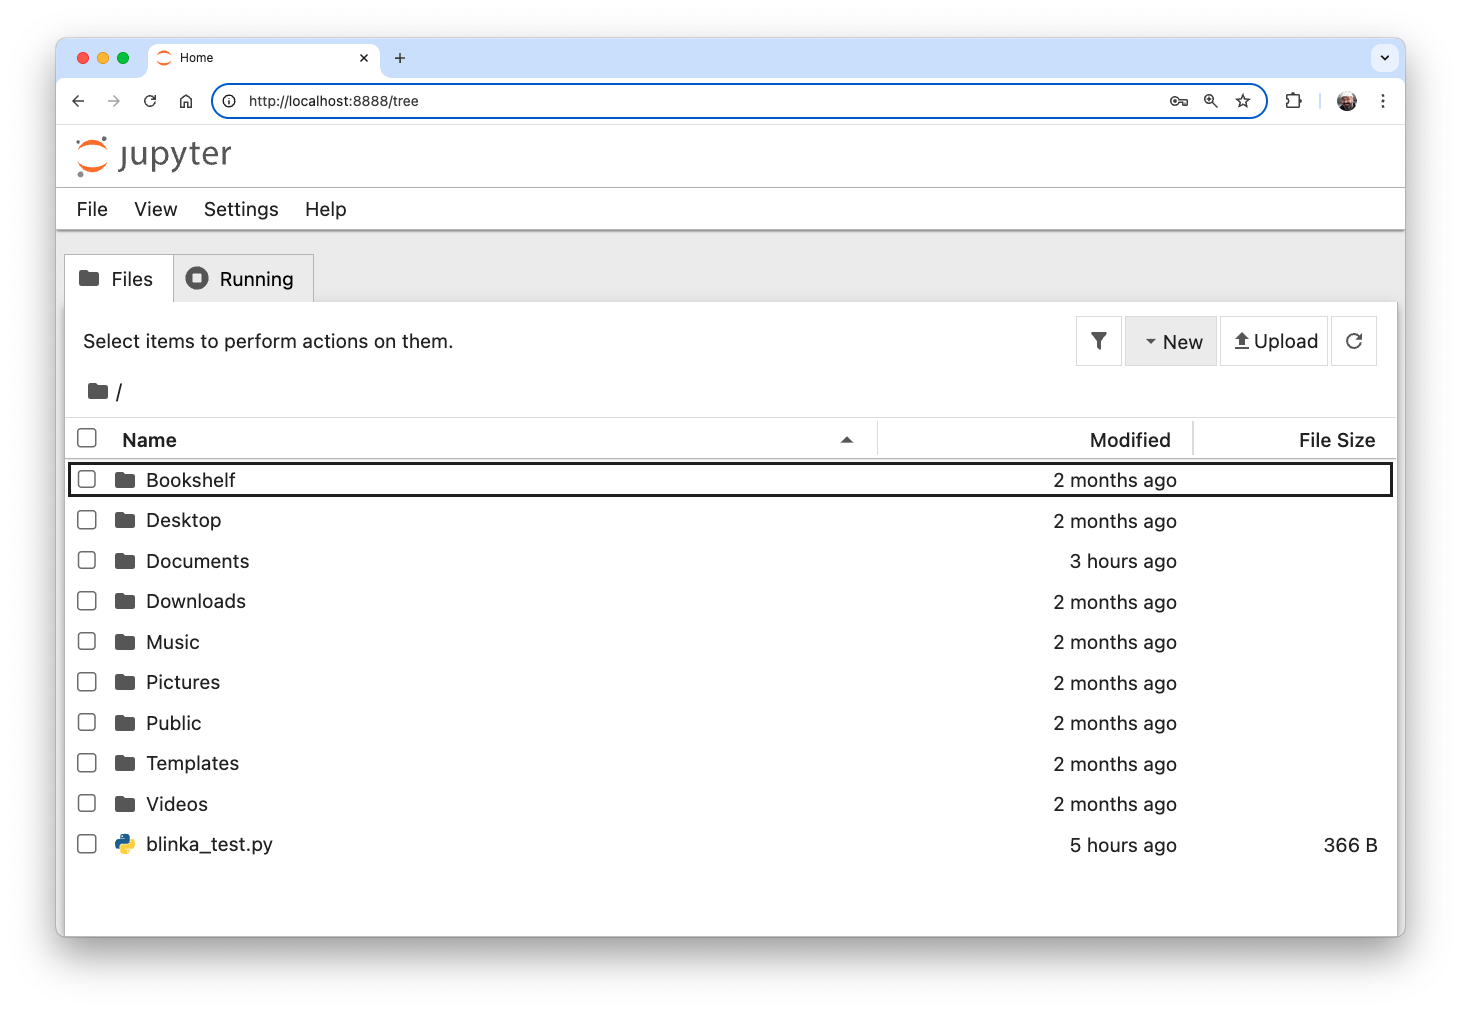 Home
http://localhost:8888/tree
jupyter
File View Settings Help
Files Running
Select items to perform actions on them.
New Upload
/
Name Modified File Size
Bookshelf 2 months ago
Desktop 2 months ago
Documents 3 hours ago
Downloads 2 months ago
Music 2 months ago
Pictures 2 months ago
Public 2 months ago
Templates 2 months ago
Videos 2 months ago
blinka_test.py 5 hours ago 366 B